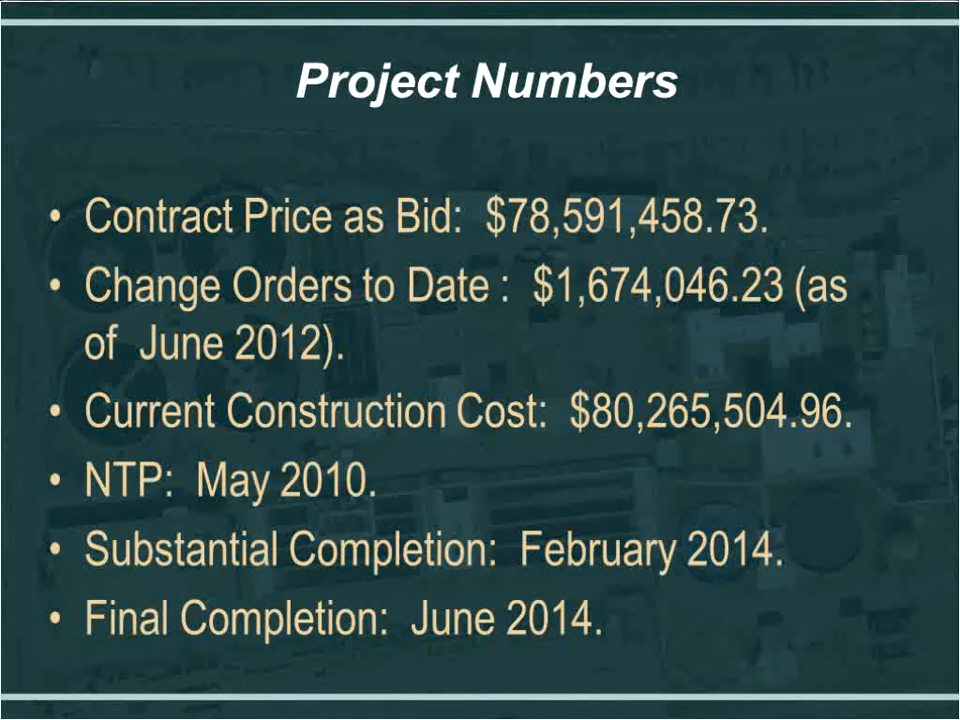 Project Numbers
• Contract Price as Bid:  $78,591,458.73.
• Change Orders to Date :  $1,674,046.23 (as
of  June 2012).
• Current Construction Cost:  $80,265,504.96.
• NTP:  May 2010.
• Substantial Completion:  February 2014.
• Final Completion:  June 2014.